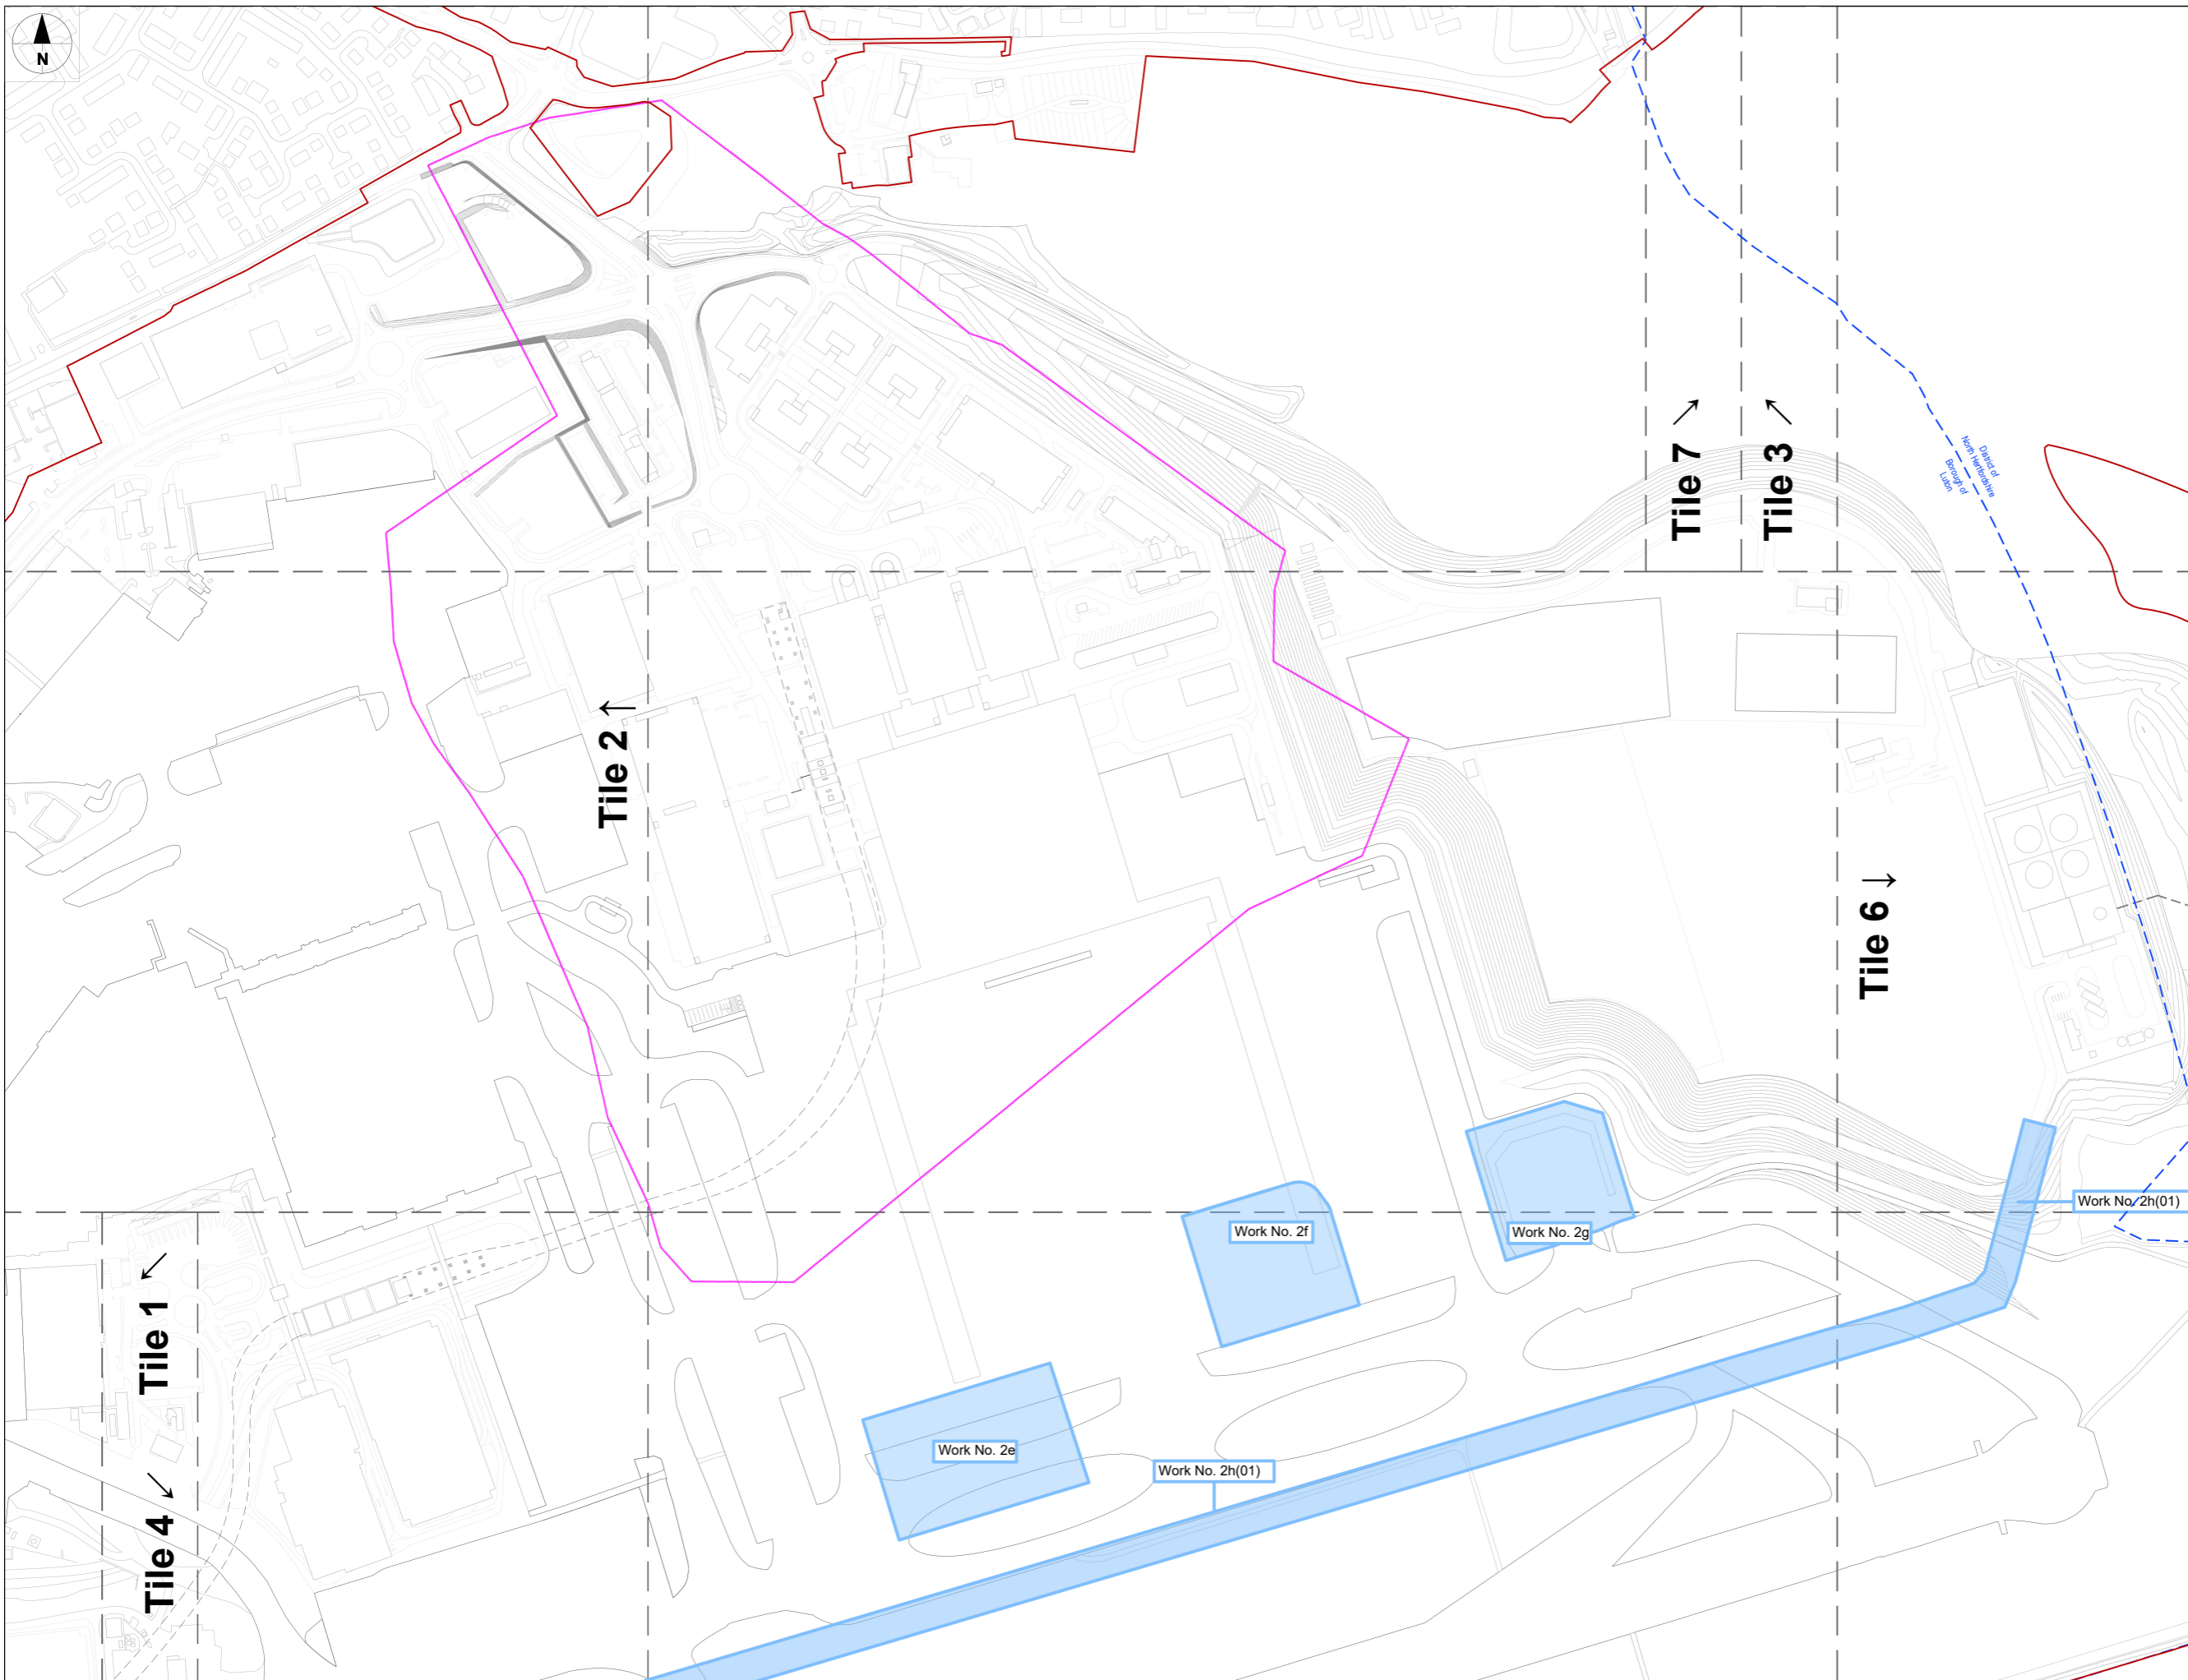 N
District of
North Hertfordshire
Borough of
Luton
Tile 7
Tile 3
Tile 2
Tile 6
Work No. 2h(01)
Work No. 2f
Work No. 2g
Tile 1
Work No. 2e
Work No. 2h(01)
Tile 4